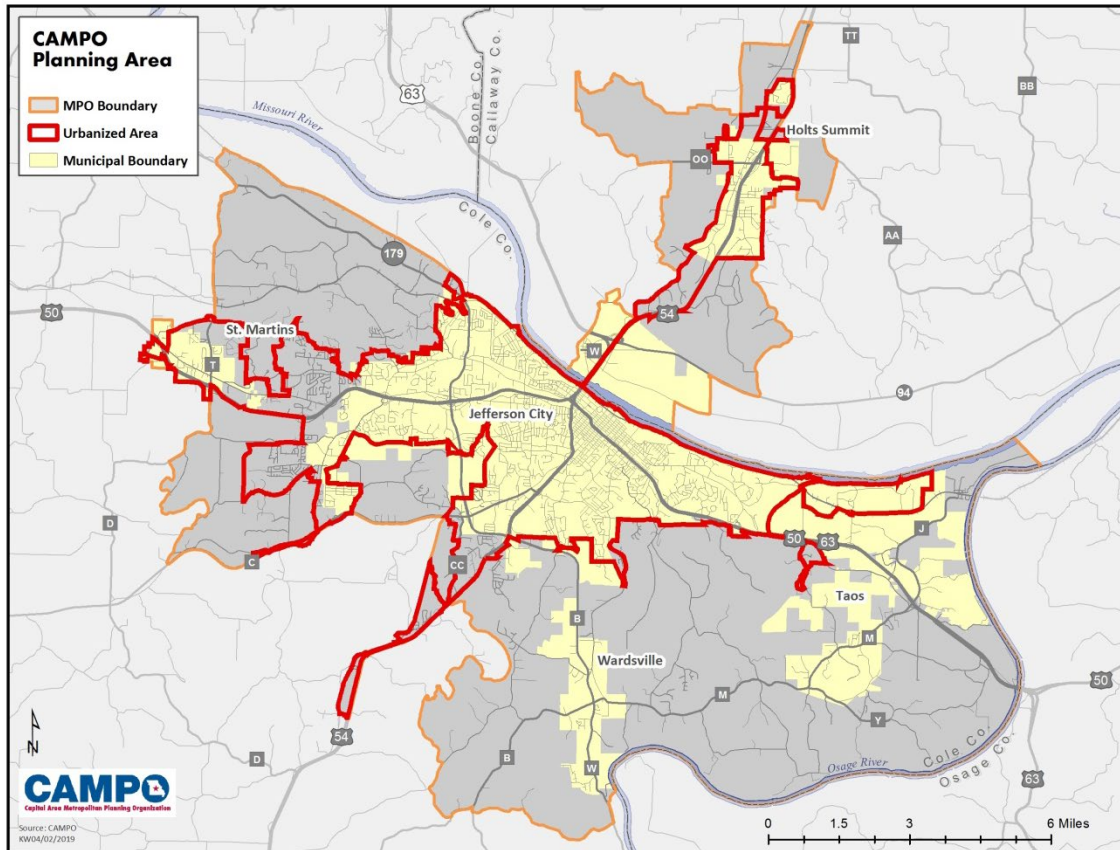 CAMPO
Planning Area
MPO Boundary
Urbanized Area
Municipal Boundary
TT
BB
63
Boone Co.
Callaway Co.
Missouri River
Holts Summit
OO
Cole Co.
AA
179
50
54
St. Martins
W
T
94
Jefferson City
D
C
CC
50
63
J
Taos
B
M
Wardsville
M
50
Y
54
D
B
W
Osage River
Cole Co.
Osage Co.
63
N
CAMPO
Capital Area Metropolitan Planning Organization
Source: CAMPO
KW04/02/2019
0 1.5 3 6 Miles